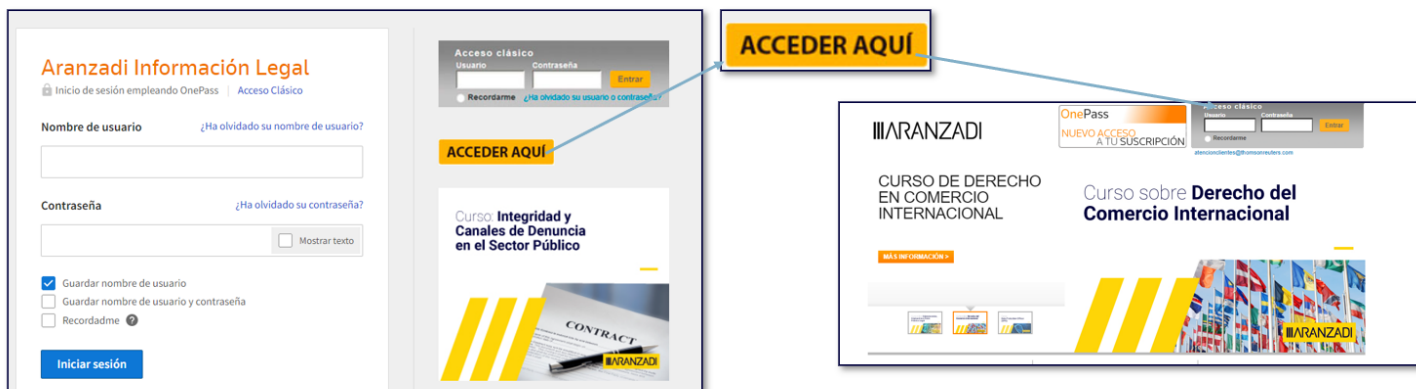 Aranzadi Información Legal
Inicio de sesión empleando OnePass | Acceso Clásico
Nombre de usuario ¿Ha olvidado su nombre de usuario?
Contraseña ¿Ha olvidado su contraseña?
Mostrar texto
Guardar nombre de usuario
Guardar nombre de usuario y contraseña
Recordadme ?
Iniciar sesión
Acceso clásico
Usuario Contraseña
Entrar
Recordarme ¿Ha olvidado su usuario o contraseña?
ACCEDER AQUÍ
Curso: Integridad y
Canales de Denuncia
en el Sector Público
CONTRACT
ARANZADI
ACCEDER AQUÍ
ARANZADI
OnePass
NUEVO ACCESO
A TU SUSCRIPCIÓN
Acceso clásico
Usuario Contraseña
Entrar
Recordarme
atencionclientes@thomsonreuters.com
CURSO DE DERECHO
EN COMERCIO
INTERNACIONAL
MÁS INFORMACIÓN >
Curso sobre Derecho del
Comercio Internacional
ARANZADI